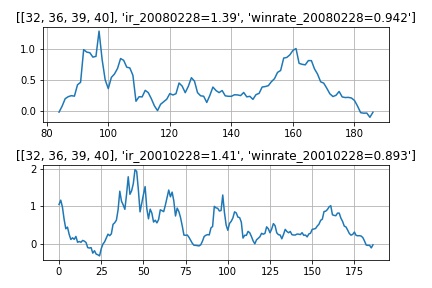 [[32, 36, 39, 40], 'ir_20080228=1.39', 'winrate_20080228=0.942']
1.0
0.5
0.0
80 100 120 140 160 180
[[32, 36, 39, 40], 'ir_20010228=1.41', 'winrate_20010228=0.893']
2
1
0
0 25 50 75 100 125 150 175